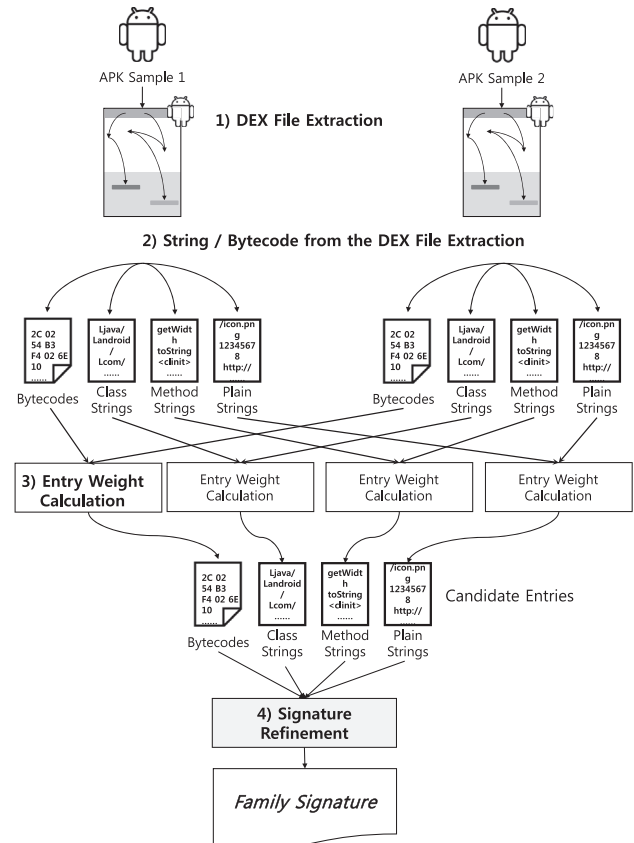 APK Sample 1
APK Sample 2
1) DEX File Extraction
2) String / Bytecode from the DEX File Extraction
2C 02
54 B3
F4 02 6E
10
......
Bytecodes
Ljava/
Landroid
/
Lcom/
......
Class
Strings
getWidt
h
toString
<clinit>
......
Method
Strings
/icon.pn
g
1234567
8
http://
......
Plain
Strings
2C 02
54 B3
F4 02 6E
10
......
Bytecodes
Ljava/
Landroid
/
Lcom/
......
Class
Strings
getWidt
h
toString
<clinit>
......
Method
Strings
/icon.pn
g
1234567
8
http://
......
Plain
Strings
3) Entry Weight
Calculation
Entry Weight
Calculation
Entry Weight
Calculation
Entry Weight
Calculation
2C 02
54 B3
F4 02 6E
10
......
Bytecodes
Ljava/
Landroid
/
Lcom/
......
Class
Strings
getWidt
h
toString
<clinit>
......
Method
Strings
/icon.pn
g
1234567
8
http://
......
Plain
Strings
Candidate Entries
4) Signature
Refinement
Family Signature